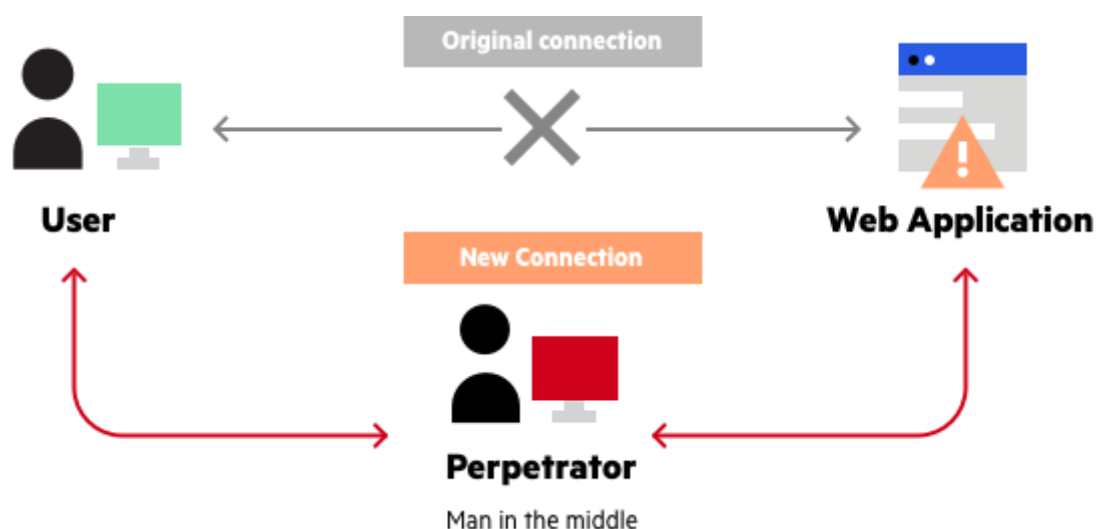 Original connection
User
Web Application
New Connection
Perpetrator
Man in the middle